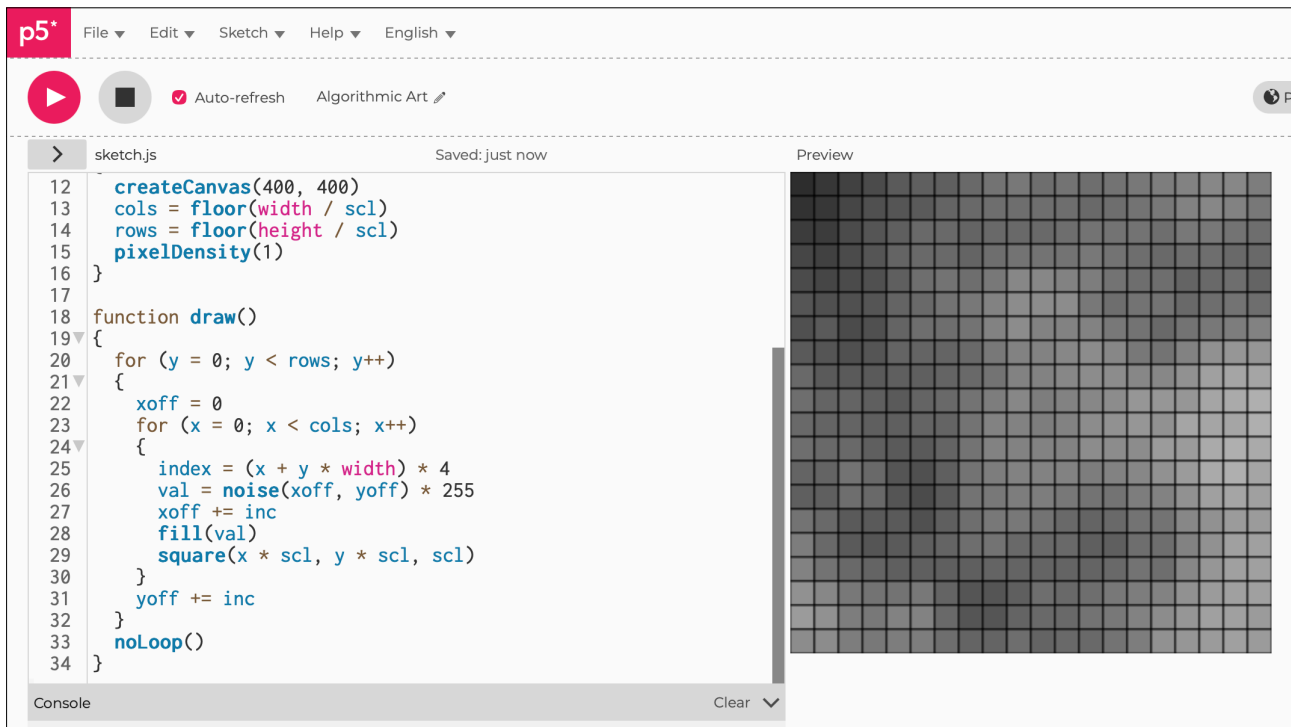 p5*
File
Edit
Sketch
Help
English
Auto-refresh
Algorithmic Art
P
>
sketch.js
Saved: just now
Preview
12   createCanvas(400, 400)
13   cols = floor(width / scl)
14   rows = floor(height / scl)
15   pixelDensity(1)
16 }
17
18 function draw()
19 {
20   for (y = 0; y < rows; y++)
21   {
22     xoff = 0
23     for (x = 0; x < cols; x++)
24     {
25       index = (x + y * width) * 4
26       val = noise(xoff, yoff) * 255
27       xoff += inc
28       fill(val)
29       square(x * scl, y * scl, scl)
30     }
31     yoff += inc
32   }
33   noLoop()
34 }
Console
Clear